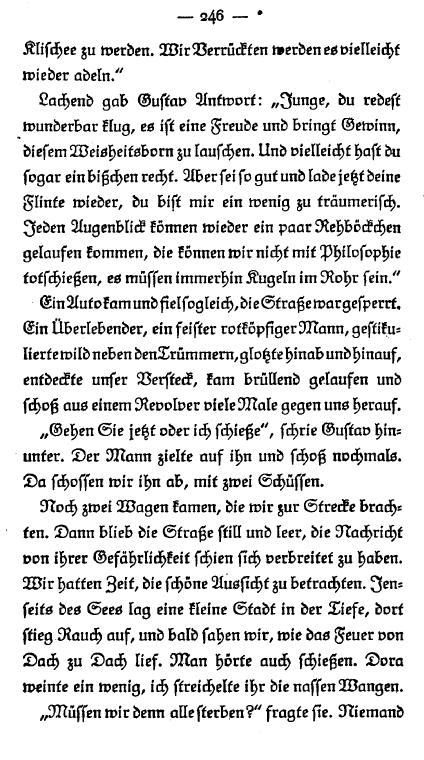 — 246 —
Klischee zu werden. Wir Verrückten werden es vielleicht
wieder adeln.“
Lachend gab Gustav Antwort: „Junge, du redest
wunderbar klug, es ist eine Freude und bringt Gewinn,
diesem Weisheitsborn zu lauschen. Und vielleicht hast du
sogar ein bißchen recht. Aber sei so gut und lade jetzt deine
Flinte wieder, du bist mir ein wenig zu träumerisch.
Jeden Augenblick können wieder ein paar Rehböckchen
gelaufen kommen, die können wir nicht mit Philosophie
totschießen, es müssen immerhin Kugeln im Rohr sein.“
Ein Auto kam und fiel sogleich, die Straße war gesperrt.
Ein Überlebender, ein feister rotköpfiger Mann, gestiku-
lierte wild neben den Trümmern, glotzte hinab und hinauf,
entdeckte unser Versteck, kam brüllend gelaufen und
schoß aus einem Revolver viele Male gegen uns herauf.
„Gehen Sie jetzt oder ich schieße“, schrie Gustav hin-
unter. Der Mann zielte auf ihn und schoß nochmals.
Da schossen wir ihn ab, mit zwei Schüssen.
Noch zwei Wagen kamen, die wir zur Strecke brach-
ten. Dann blieb die Straße still und leer, die Nachricht
von ihrer Gefährlichkeit schien sich verbreitet zu haben.
Wir hatten Zeit, die schöne Aussicht zu betrachten. Jen-
seits des Sees lag eine kleine Stadt in der Tiefe, dort
stieg Rauch auf, und bald sahen wir, wie das Feuer von
Dach zu Dach lief. Man hörte auch schießen. Dora
weinte ein wenig, ich streichelte ihr die nassen Wangen.
„Müssen wir denn alle sterben?“ fragte sie. Niemand